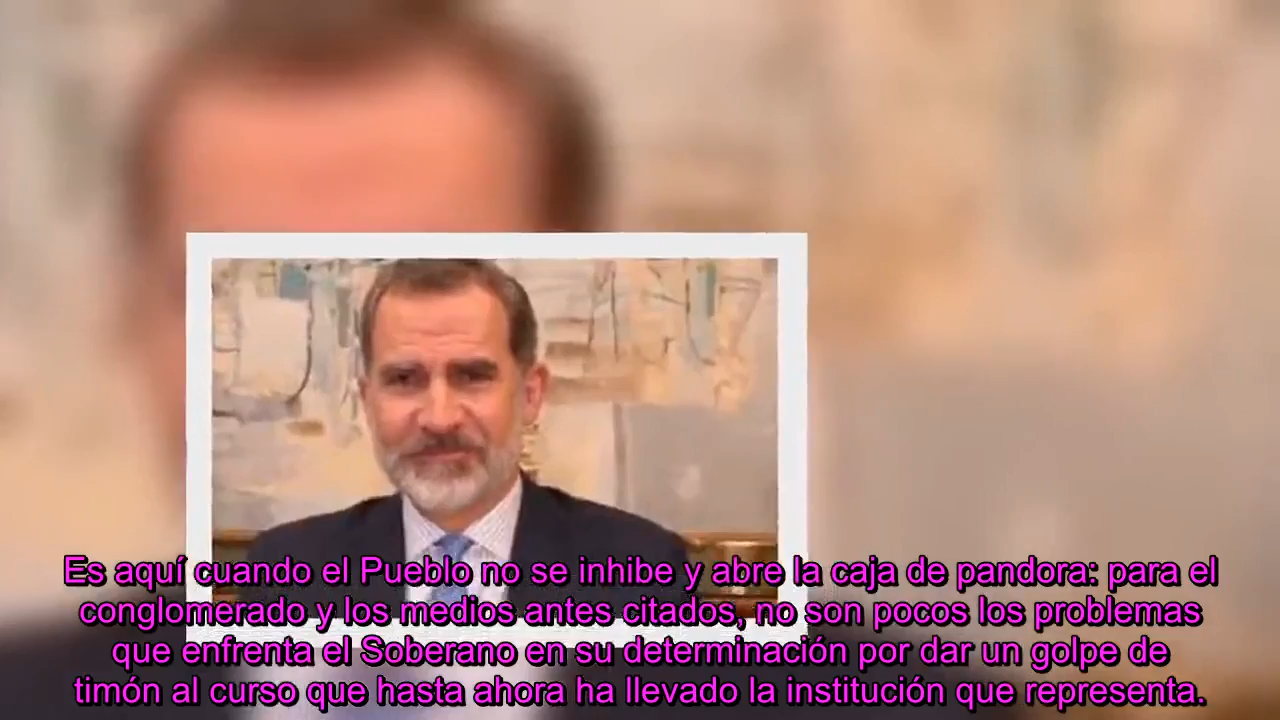 Es aquí cuando el Pueblo no se inhibe y abre la caja de pandora: para el
conglomerado y los medios antes citados, no son pocos los problemas
que enfrenta el Soberano en su determinación por dar un golpe de
timón al curso que hasta ahora ha llevado la institución que representa.